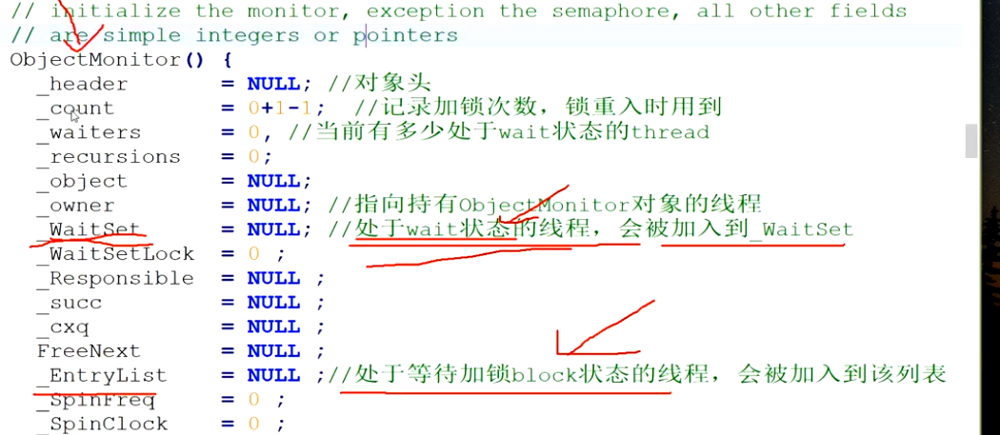 // initialize the monitor, exception the semaphore, all other fields
// are simple integers or pointers
ObjectMonitor() {
_header = NULL; //对象头
_count = 0+1-1; //记录加锁次数，锁重入时用到
_waiters = 0, //当前有多少处于wait状态的thread
_recursions = 0;
_object = NULL;
_owner = NULL; //指向持有ObjectMonitor对象的线程
_WaitSet = NULL; //处于wait状态的线程，会被加入到_WaitSet
_WaitSetLock = 0 ;
_Responsible = NULL ;
_succ = NULL ;
_cxq = NULL ;
FreeNext = NULL ;
_EntryList = NULL ;//处于等待加锁block状态的线程，会被加入到该列表
_SpinFreq = 0 ;
_SpinClock = 0 ;